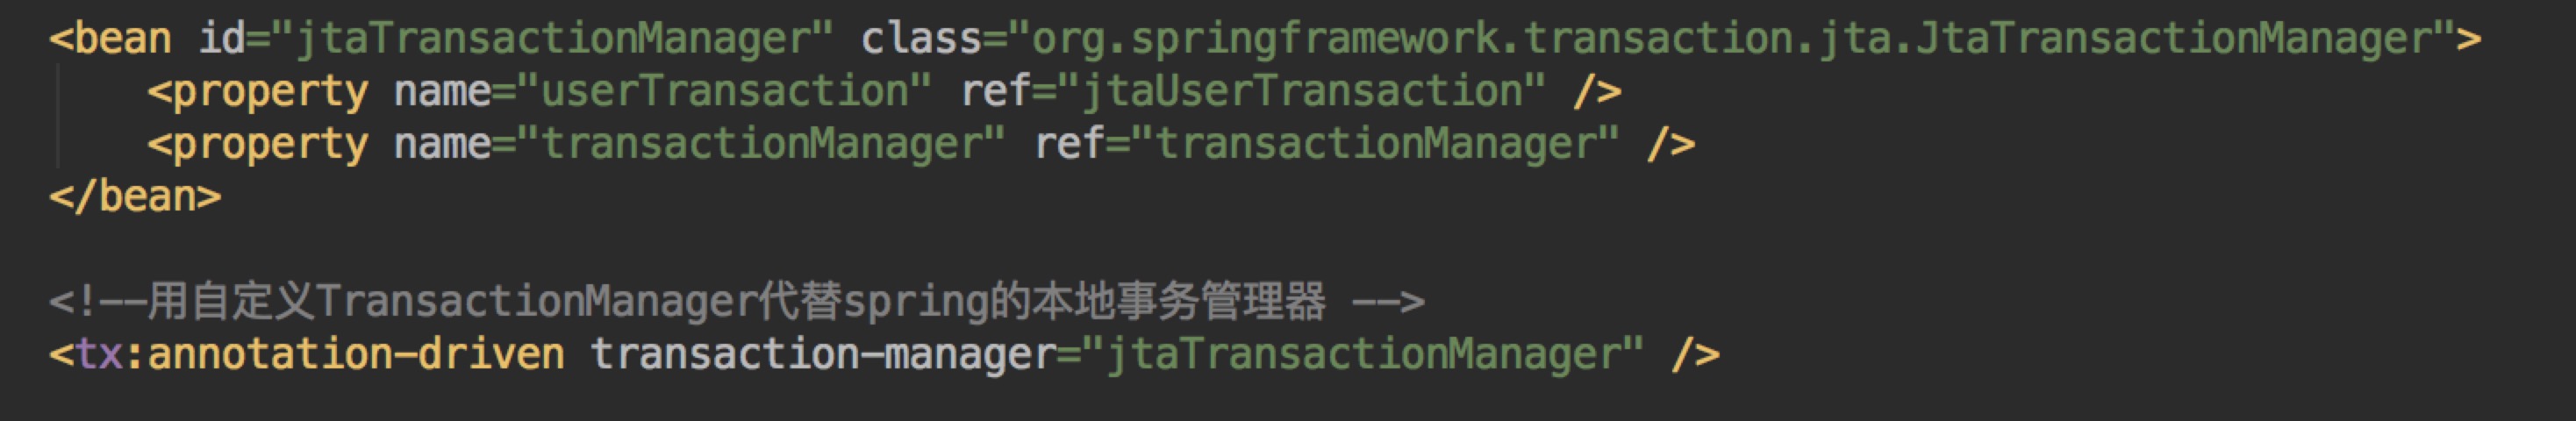 <bean id="jtaTransactionManager" class="org.springframework.transaction.jta.JtaTransactionManager">
    <property name="userTransaction" ref="jtaUserTransaction" />
    <property name="transactionManager" ref="transactionManager" />
</bean>
<!--用自定义TransactionManager代替spring的本地事务管理器 -->
<tx:annotation-driven transaction-manager="jtaTransactionManager" />